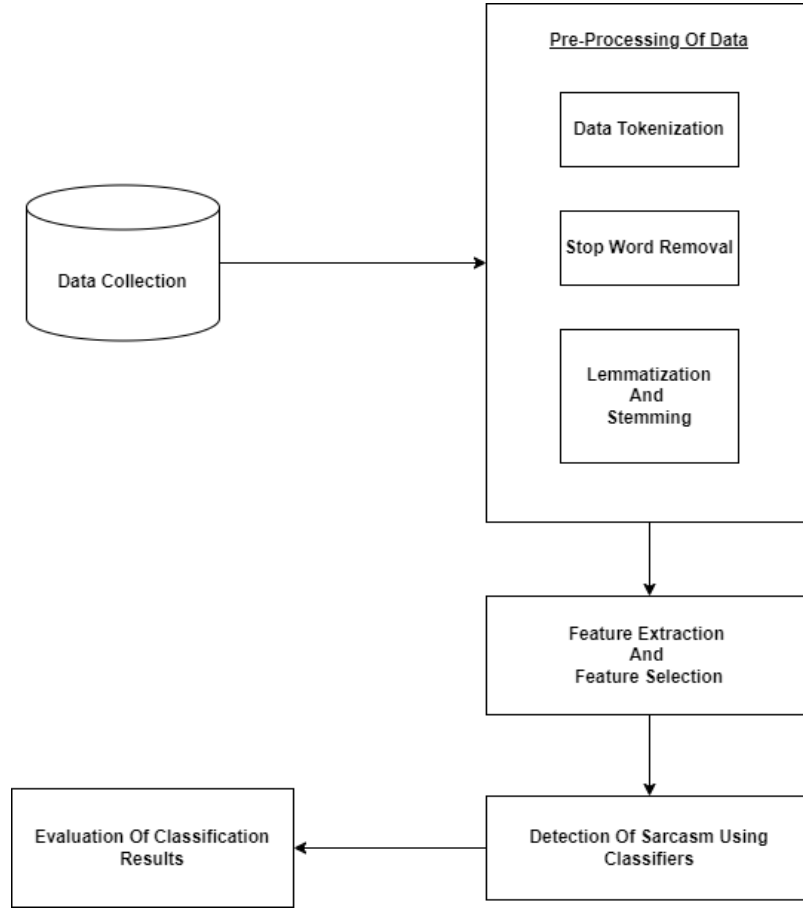 Pre-Processing Of Data
Data Tokenization
Stop Word Removal
Data Collection
Lemmatization
And
Stemming
Feature Extraction
And
Feature Selection
Evaluation Of Classification
Results
Detection Of Sarcasm Using
Classifiers